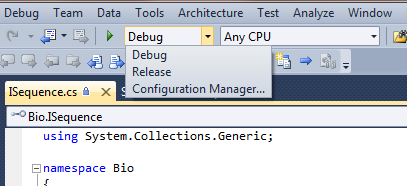 Debug Team Data Tools Architecture Test Analyze Window
Debug Any CPU
Debug
Release
Configuration Manager...
ISequence.cs
Bio.ISequence
using System.Collections.Generic;
namespace Bio
{